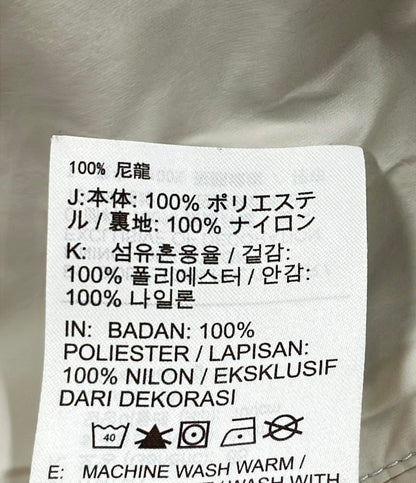 100% 尼龍
J:本体: 100% ポリエステ
ル / 裏地: 100% ナイロン
K: 섬유혼용율 / 겉감:
100% 폴리에스터 / 안감:
100% 나일론
IN: BADAN: 100%
POLIESTER / LAPISAN:
100% NILON / EKSKLUSIF
DARI DEKORASI
40
E: MACHINE WASH WARM /
WASH WITH